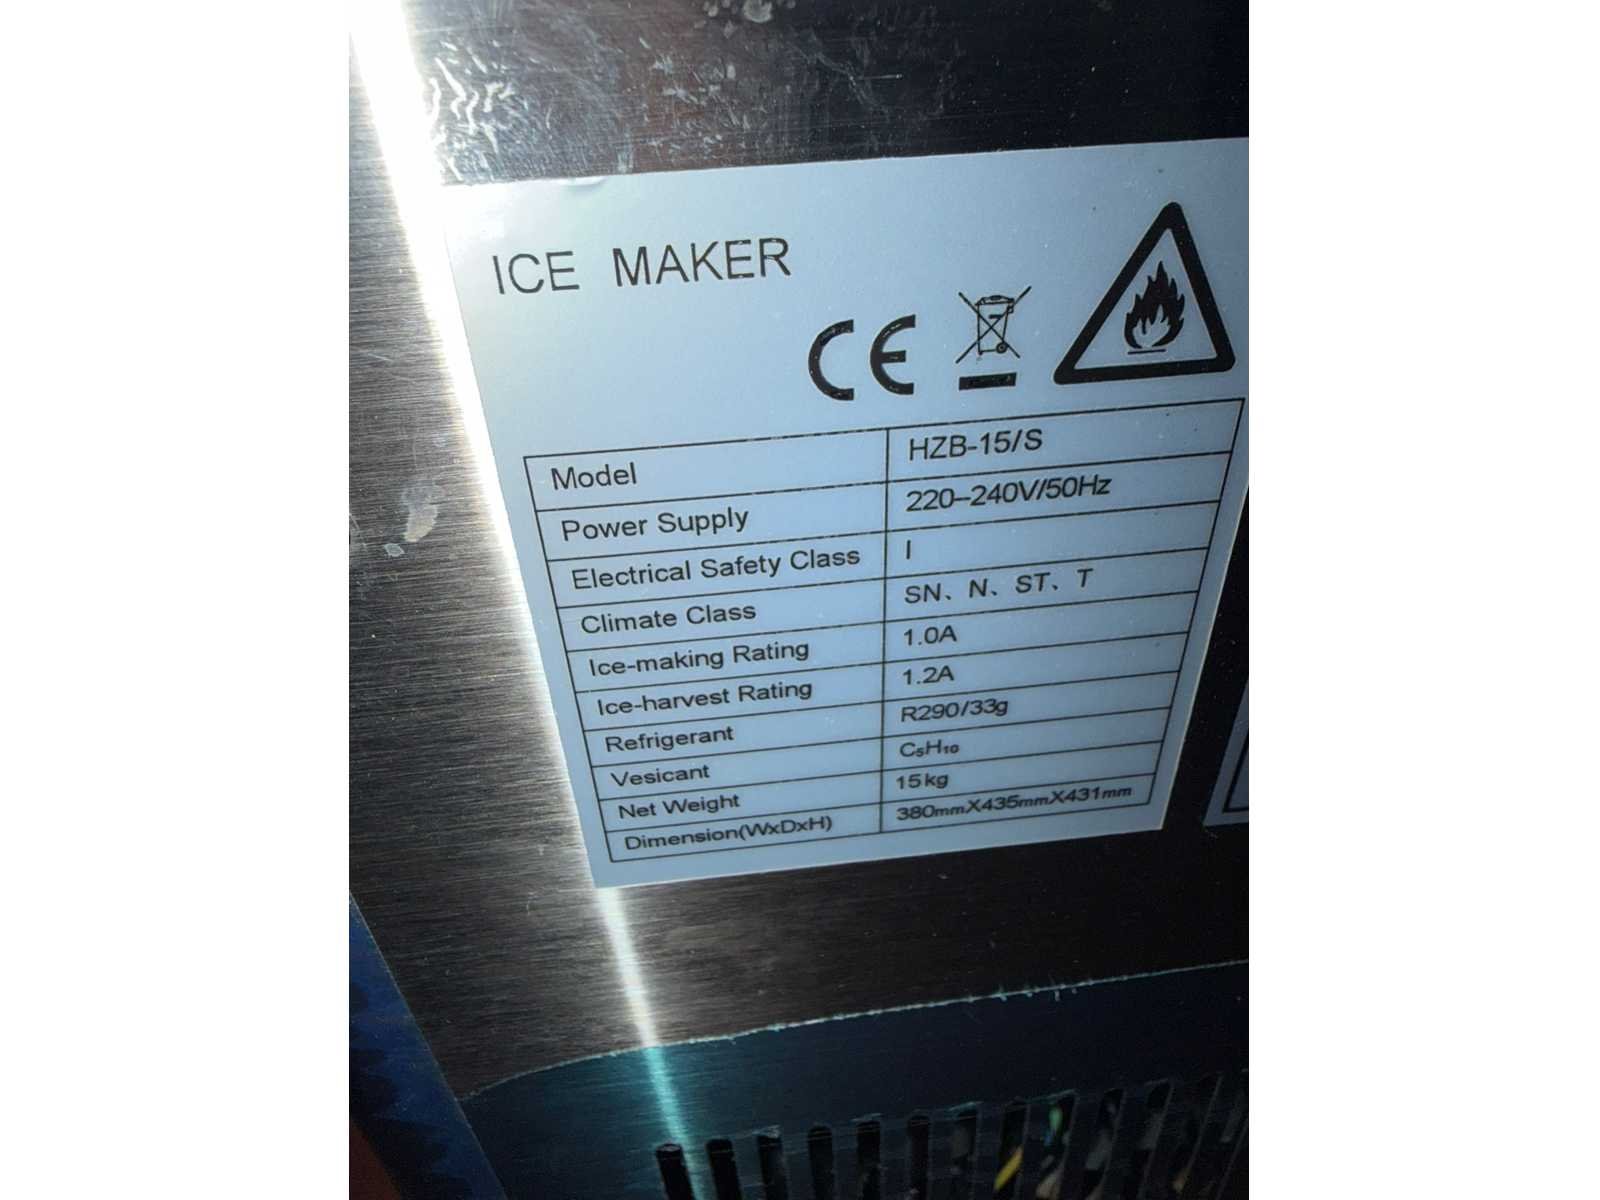 ICE MAKER
CE
Model HZB-15/S
Power Supply 220–240V/50Hz
Electrical Safety Class I
Climate Class SN、N、ST、T
Ice-making Rating 1.0A
Ice-harvest Rating 1.2A
Refrigerant R290/33g
Vesicant C₅H₁₀
Net Weight 15kg
Dimension(WxDxH) 380mmX435mmX431mm